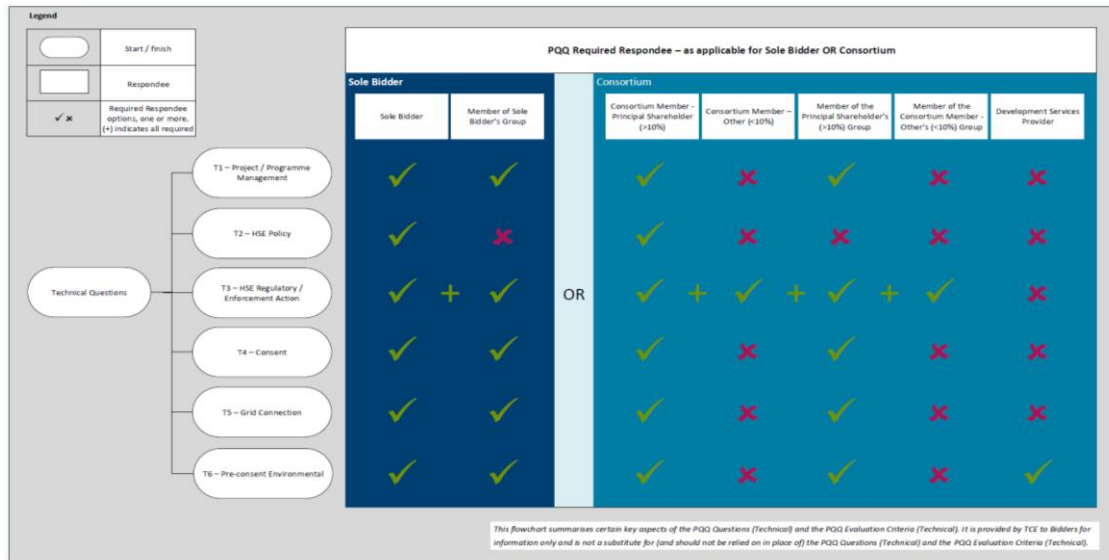 Legend
Start / finish
Respondee
✓ ✗
Required Respondee
options, one or more.
(+) indicates all required
PQQ Required Respondee – as applicable for Sole Bidder OR Consortium
Sole Bidder
Consortium
Sole Bidder
Member of Sole
Bidder's Group
Consortium Member -
Principal Shareholder
(>10%)
Consortium Member –
Other (<10%)
Member of the
Principal Shareholder's
(>10%) Group
Member of the
Consortium Member -
Other's (<10%) Group
Development Services
Provider
Technical Questions
T1 – Project / Programme
Management
✓ ✓ ✓ ✗ ✓ ✗ ✗
T2 – HSE Policy
✓ ✗ ✓ ✗ ✗ ✗ ✗
T3 – HSE Regulatory /
Enforcement Action
✓ + ✓ OR ✓ + ✓ + ✓ + ✓ ✗
T4 – Consent
✓ ✓ ✓ ✗ ✓ ✗ ✗
T5 – Grid Connection
✓ ✓ ✓ ✗ ✓ ✗ ✗
T6 – Pre-consent Environmental
✓ ✓ ✓ ✗ ✓ ✗ ✓
This flowchart summarises certain key aspects of the PQQ Questions (Technical) and the PQQ Evaluation Criteria (Technical). It is provided by TCE to Bidders for
information only and is not a substitute for (and should not be relied on in place of) the PQQ Questions (Technical) and the PQQ Evaluation Criteria (Technical).